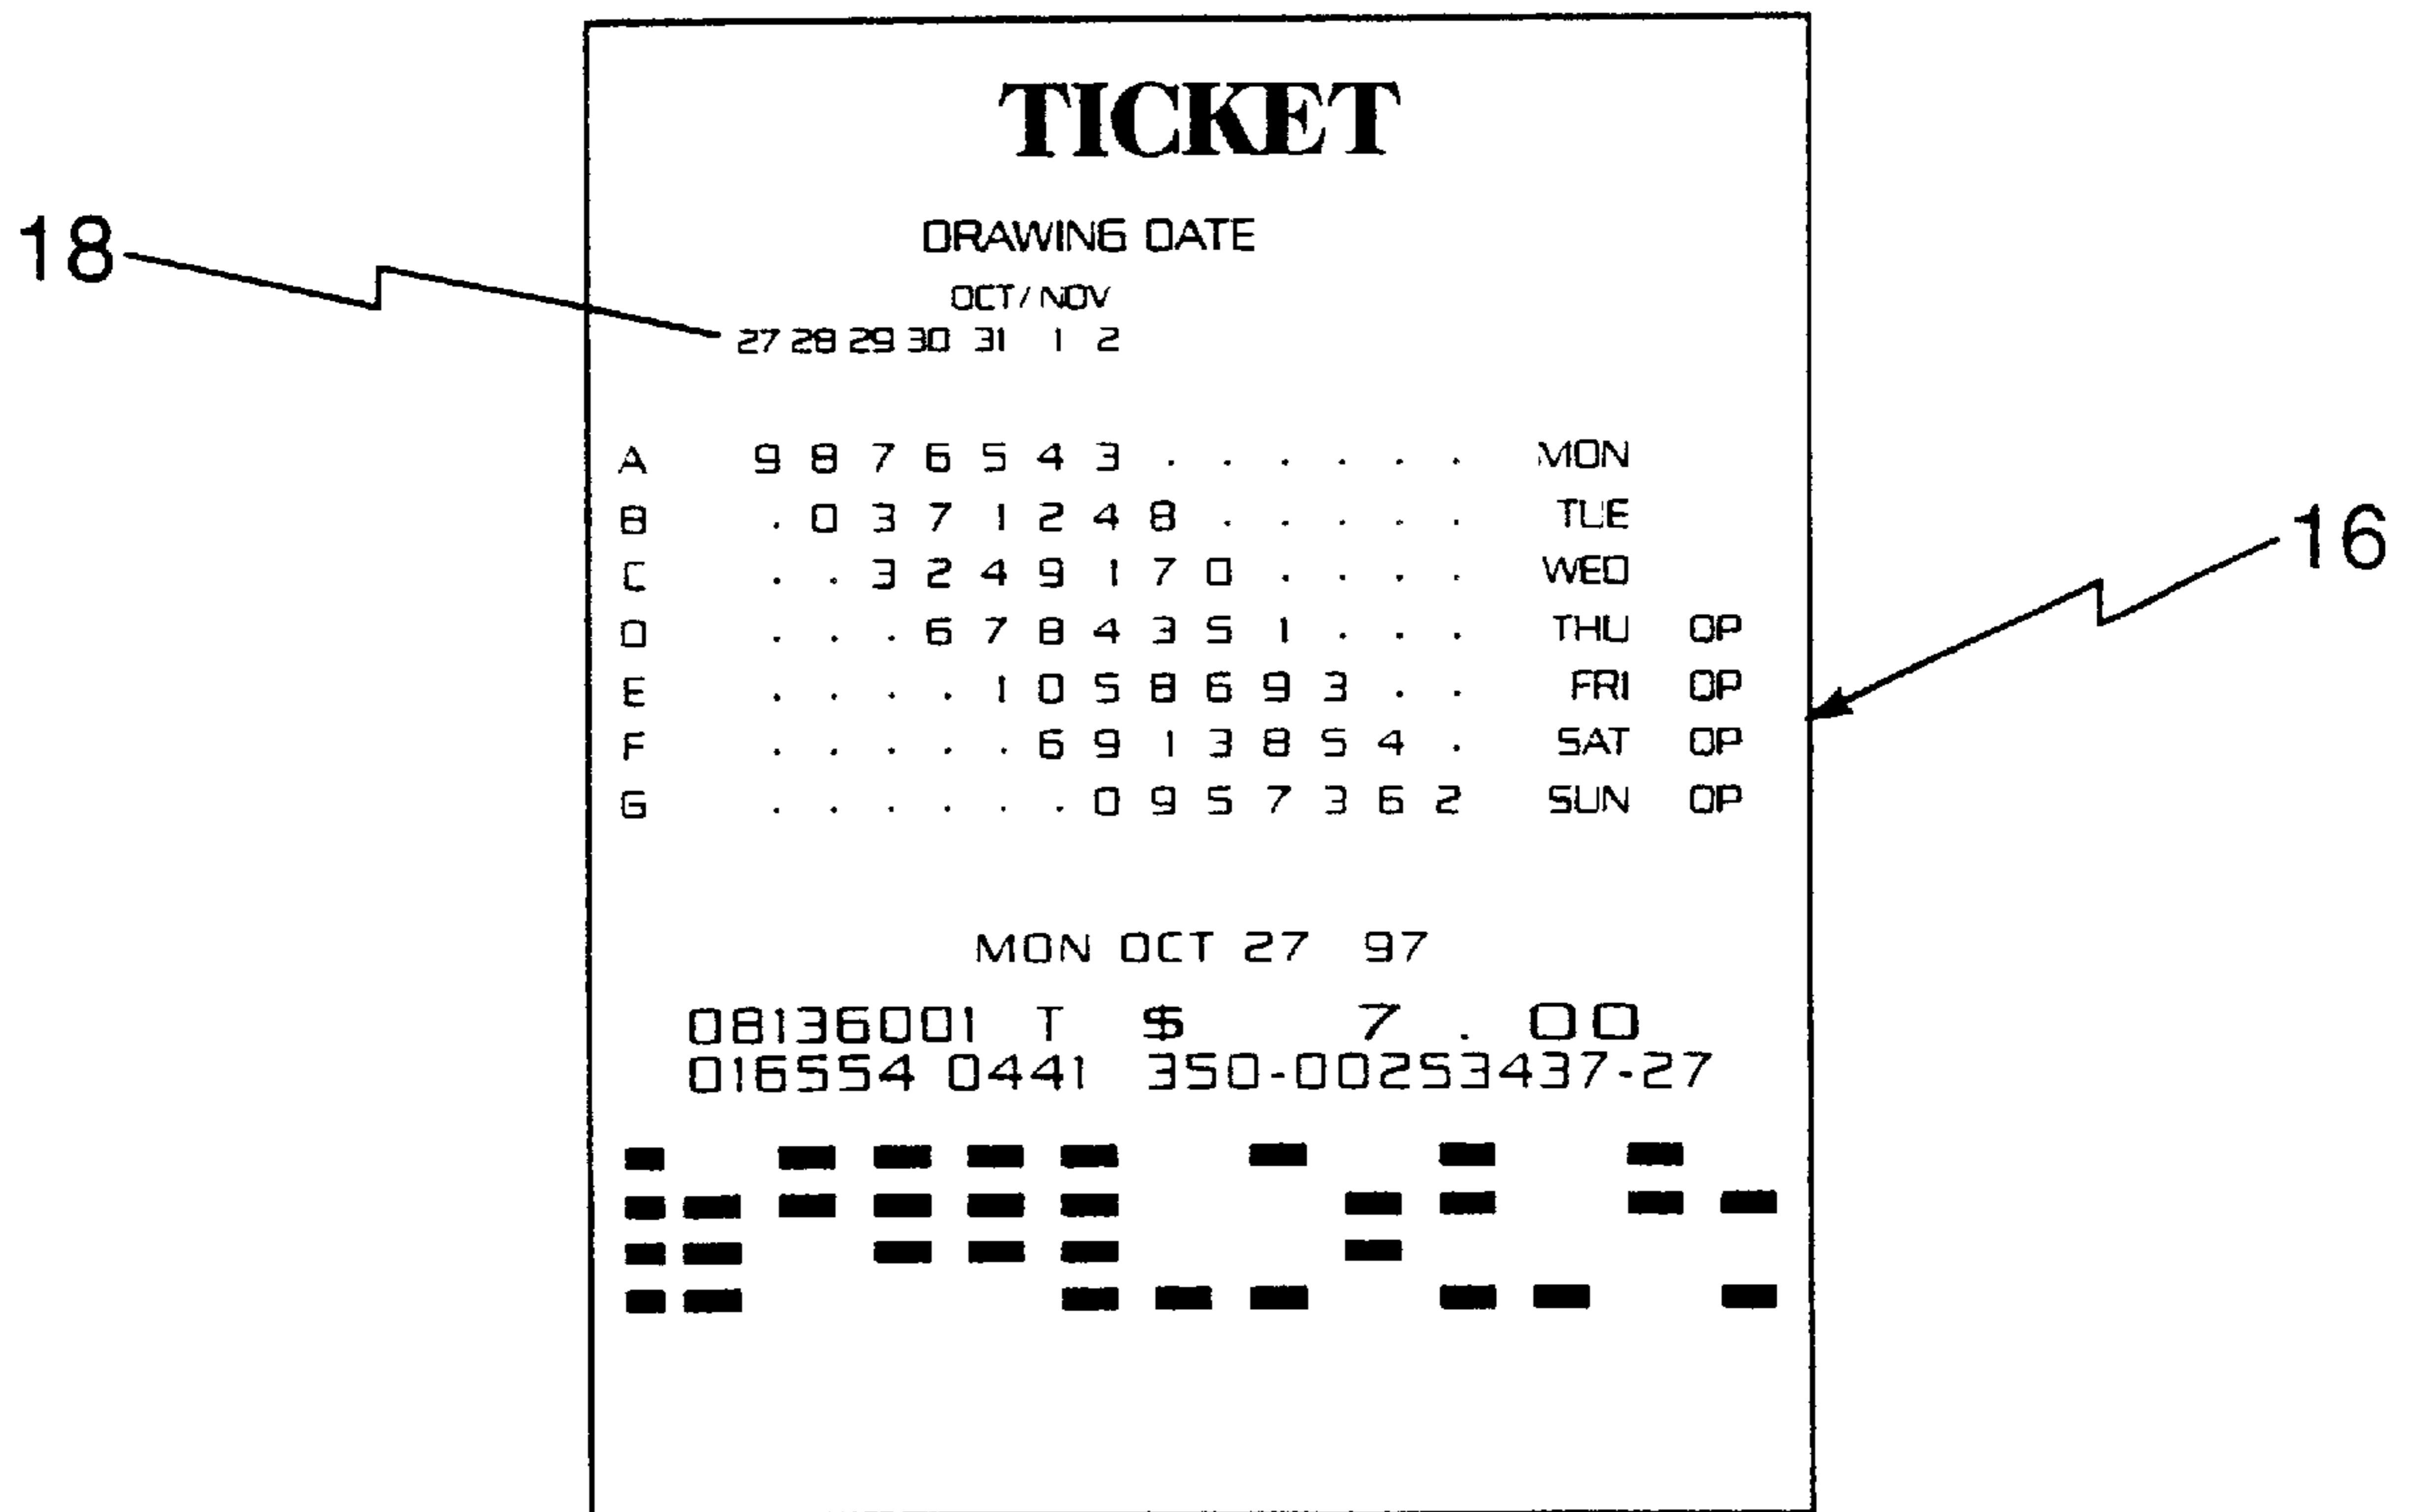 TICKET
DRAWING DATE
18
OCT/NOV
27 28 29 30 31 1 2
A 9 8 7 6 5 4 3 . . . . . . MON
B . 0 3 7 1 2 4 8 . . . . . TUE
16
C . . 3 2 4 9 1 7 0 . . . . WED
D . . . 6 7 8 4 3 5 1 . . . THU OP
E . . . . 1 0 5 8 6 9 3 . . FRI OP
F . . . . . 6 9 1 3 8 5 4 . SAT OP
G . . . . . . 0 9 5 7 3 6 2 SUN OP
MON OCT 27 97
08136001 T $ 7 . 00
016554 0441 350-00253437-27